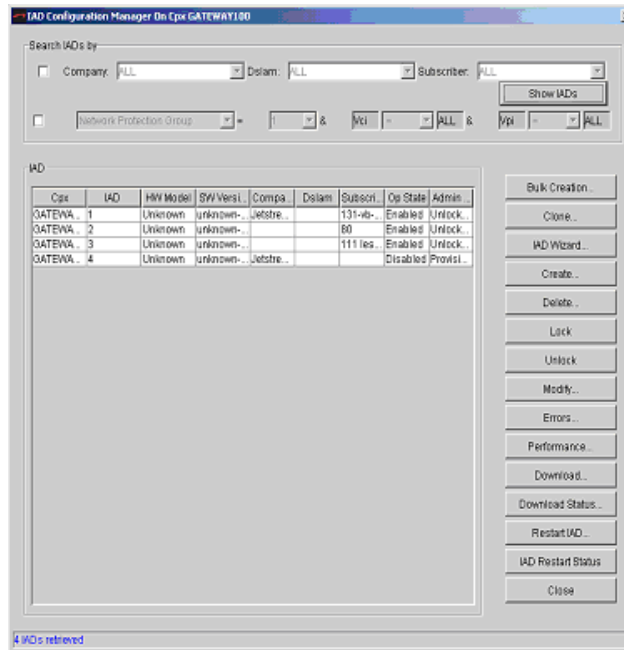 IAD Configuration Manager On Cpx GATEWAY100
Search IADs by
Company: ALL Dslam: ALL Subscriber: ALL
Show IADs
Network Protection Group = 1 & Vci = ALL & Vpi = ALL
IAD
Cpx IAD HW Model SW Versi... Compa... Dslam Subscri... Op State Admin ...
GATEWA... 1 Unknown unknown-... Jetstre... 131-vb-... Enabled Unlock...
GATEWA... 2 Unknown unknown-... 80 Enabled Unlock...
GATEWA... 3 Unknown unknown-... 111 les... Enabled Unlock...
GATEWA... 4 Unknown unknown-... Jetstre... Disabled Provisi...
Bulk Creation...
Clone...
IAD Wizard...
Create...
Delete...
Lock
Unlock
Modify...
Errors...
Performance...
Download...
Download Status...
Restart IAD...
IAD Restart Status
Close
4 IADs retrieved